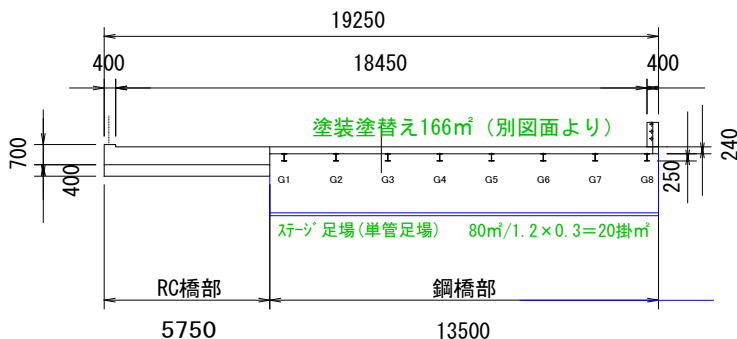 19250
400
18450
400
塗装塗替え166㎡（別図面より）
700
400
240
250
G1
G2
G3
G4
G5
G6
G7
G8
ｽﾃｰｼﾞ足場(単管足場)　80㎡/1.2×0.3＝20掛㎡
RC橋部
鋼橋部
5750
13500